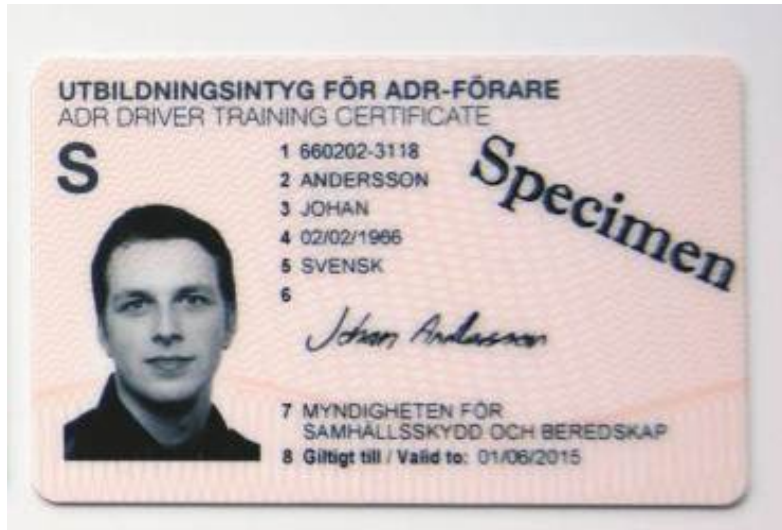 UTBILDNINGSINTYG FÖR ADR-FÖRARE
ADR DRIVER TRAINING CERTIFICATE
S
Specimen
1 660202-3118
2 ANDERSSON
3 JOHAN
4 02/02/1966
5 SVENSK
6
Johan Andersson
7 MYNDIGHETEN FÖR
SAMHÄLLSSKYDD OCH BEREDSKAP
8 Giltigt till / Valid to: 01/06/2015